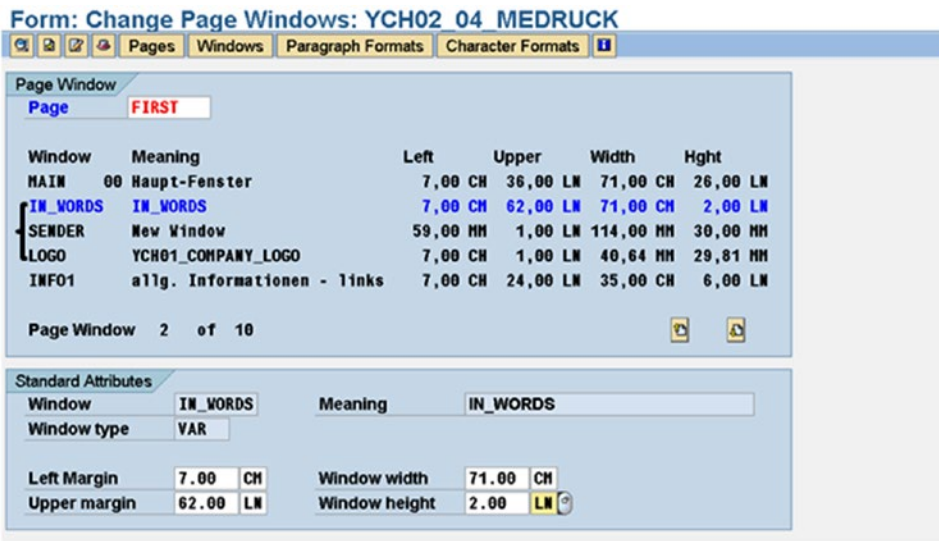 Form: Change Page Windows: YCH02_04_MEDRUCK
Pages Windows Paragraph Formats Character Formats
Page Window
Page FIRST
Window Meaning Left Upper Width Hght
MAIN 00 Haupt-Fenster 7,00 CH 36,00 LN 71,00 CH 26,00 LN
IN_WORDS IN_WORDS 7,00 CH 62,00 LN 71,00 CH 2,00 LN
SENDER New Window 59,00 MM 1,00 LN 114,00 MM 30,00 MM
LOGO YCH01_COMPANY_LOGO 7,00 CH 1,00 LN 40,64 MM 29,81 MM
INFO1 allg. Informationen - links 7,00 CH 24,00 LN 35,00 CH 6,00 LN
Page Window 2 of 10
Standard Attributes
Window IN_WORDS Meaning IN_WORDS
Window type VAR
Left Margin 7.00 CH Window width 71.00 CH
Upper margin 62.00 LN Window height 2.00 LN